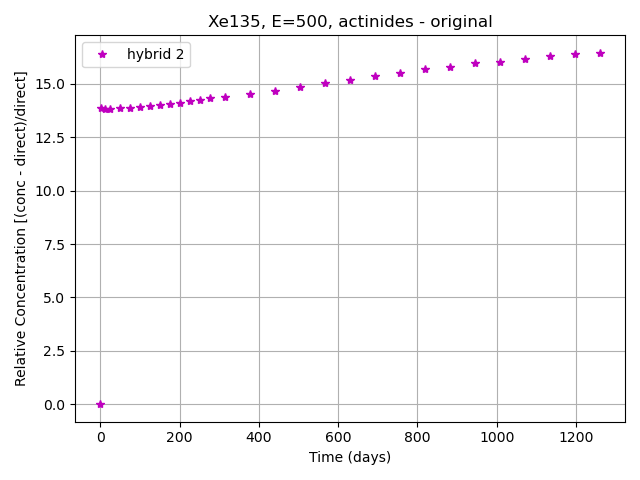 Xe135, E=500, actinides - original
hybrid 2
Relative Concentration [(conc - direct)/direct]
15.0
12.5
10.0
7.5
5.0
2.5
0.0
0 200 400 600 800 1000 1200
Time (days)